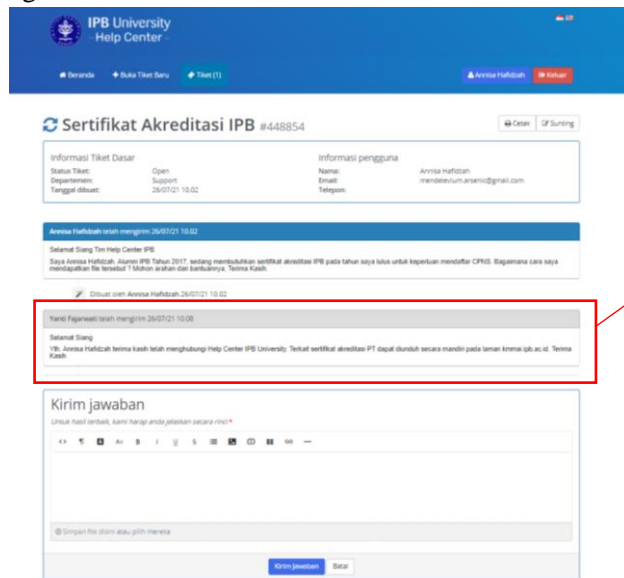 IPB University
- Help Center -
Beranda
Buka Tiket Baru
Tiket (1)
Annisa Hafidzah
Keluar
Sertifikat Akreditasi IPB #448854
Cetak
Sunting
Informasi Tiket Dasar
Status Tiket: Open
Departemen: Support
Tanggal dibuat: 26/07/21 10.02
Informasi pengguna
Nama: Annisa Hafidzah
Email: mendelevium.arsenic@gmail.com
Telepon:
Annisa Hafidzah telah mengirim 26/07/21 10.02
Selamat Siang Tim Help Center IPB
Saya Annisa Hafidzah, Alumni IPB Tahun 2017, sedang membutuhkan sertifikat akreditasi IPB pada tahun saya lulus untuk keperluan mendaftar CPNS. Bagaimana cara saya
mendapatkan file tersebut ? Mohon arahan dan bantuannya, Terima Kasih.
Dibuat oleh Annisa Hafidzah 26/07/21 10.02
Yanti Fajarwati telah mengirim 26/07/21 10.08
Selamat Siang
Yth. Annisa Hafidzah terima kasih telah menghubungi Help Center IPB University. Terkait sertifikat akreditasi PT dapat diunduh secara mandiri pada laman kmmai.ipb.ac.id. Terima
Kasih
Kirim jawaban
Untuk hasil terbaik, kami harap anda jelaskan secara rinci *
Simpan file disini atau pilih mereka
Kirim Jawaban
Batal